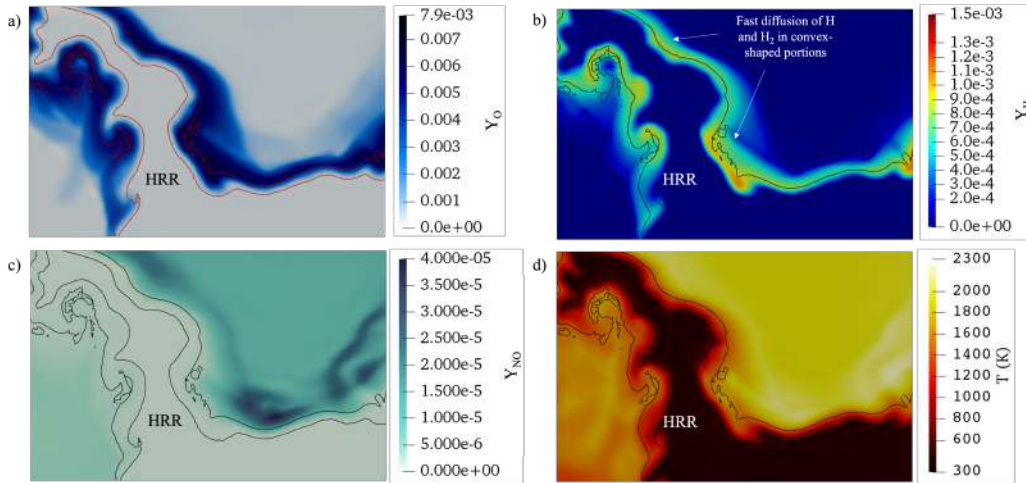 a)
HRR
7.9e-03
0.007
0.006
0.005
0.004
0.003
0.002
0.001
0.0e+00
Y_O
b)
Fast diffusion of H
and H₂ in convex-
shaped portions
HRR
1.5e-03
1.3e-3
1.2e-3
1.0e-3
9.0e-4
8.0e-4
7.0e-4
6.0e-4
5.0e-4
4.0e-4
3.0e-4
2.0e-4
0.0e+00
c)
HRR
4.000e-05
3.500e-5
3.000e-5
2.500e-5
2.000e-5
1.500e-5
1.000e-5
5.000e-6
0.000e+00
Y_NO
d)
HRR
2300
2000
1800
1600
1400
1200
1000
800
600
300
T (K)